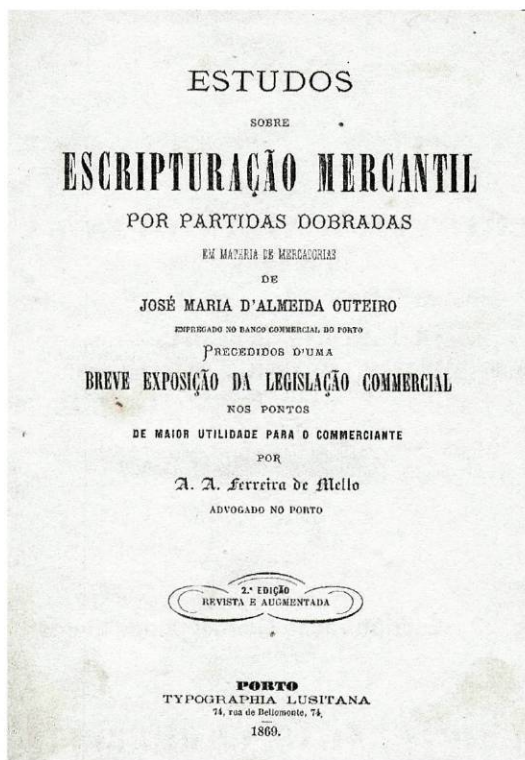 ESTUDOS
SOBRE
ESCRIPTURAÇÃO MERCANTIL
POR PARTIDAS DOBRADAS
EM MATERIA DE MERCADORIAS
DE
JOSÉ MARIA D'ALMEIDA OUTEIRO
EMPREGADO NO BANCO COMMERCIAL DO PORTO
PRECEDIDOS D'UMA
BREVE EXPOSIÇÃO DA LEGISLAÇÃO COMMERCIAL
NOS PONTOS
DE MAIOR UTILIDADE PARA O COMMERCIANTE
POR
A. A. Ferreira de Mello
ADVOGADO NO PORTO
2.ª EDIÇÃO
REVISTA E AUGMENTADA
PORTO
TYPOGRAPHIA LUSITANA
74, rua de Bellomonte, 74,
1869.